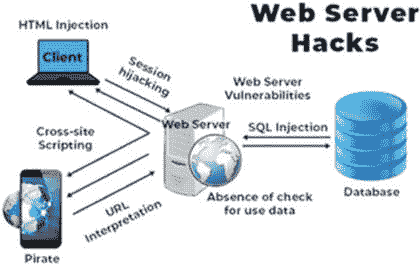 Web Server
Hacks
HTML Injection
Client
Session
hijacking
Web Server
Vulnerabilities
Web Server
SQL Injection
Cross-site
Scripting
URL
Interpretation
Absence of check
for use data
Database
Pirate